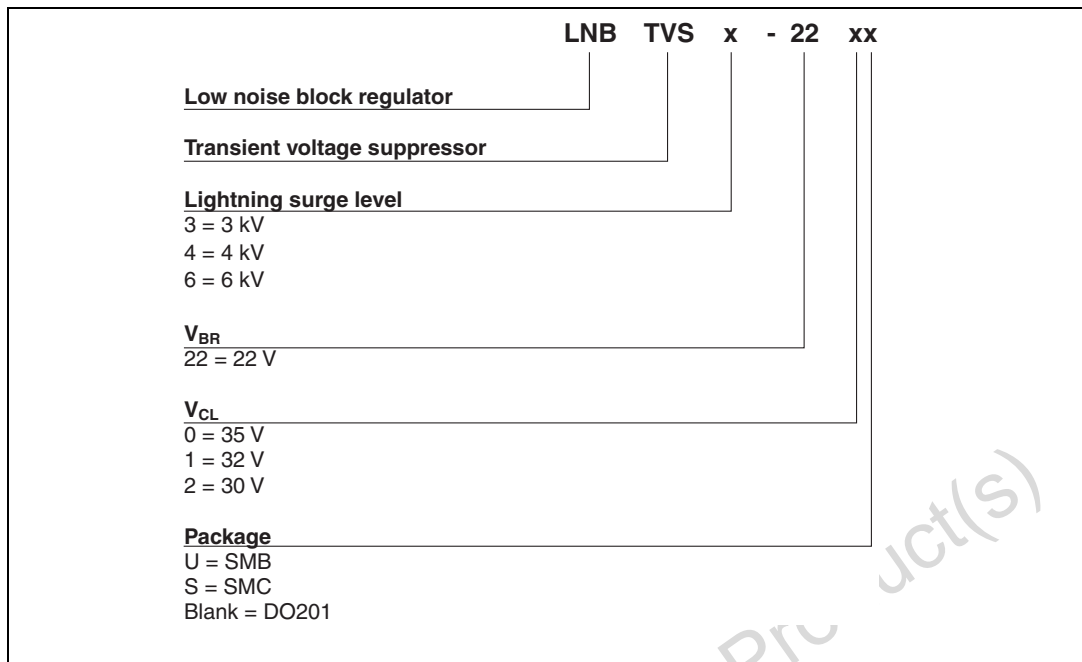 LNB TVS x - 22 xx
Low noise block regulator
Transient voltage suppressor
Lightning surge level
3 = 3 kV
4 = 4 kV
6 = 6 kV
VBR
22 = 22 V
VCL
0 = 35 V
1 = 32 V
2 = 30 V
Package
U = SMB
S = SMC
Blank = DO201